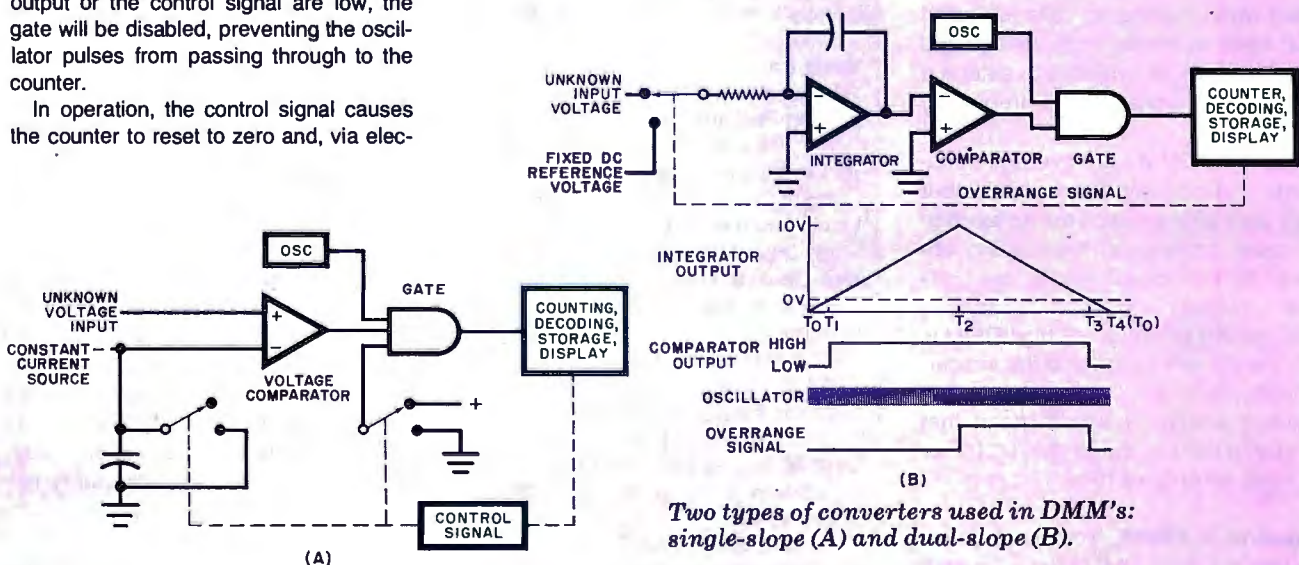 output or the control signal are low, the
gate will be disabled, preventing the oscil-
lator pulses from passing through to the
counter.
In operation, the control signal causes
the counter to reset to zero and, via elec-
OSC
UNKNOWN
VOLTAGE
INPUT
CONSTANT
CURRENT
SOURCE
+
−
VOLTAGE
COMPARATOR
GATE
COUNTING,
DECODING,
STORAGE,
DISPLAY
+
CONTROL
SIGNAL
(A)
UNKNOWN
INPUT
VOLTAGE
FIXED DC
REFERENCE
VOLTAGE
−
+
INTEGRATOR
OSC
−
+
COMPARATOR
GATE
COUNTER,
DECODING,
STORAGE,
DISPLAY
OVERRANGE SIGNAL
10V
INTEGRATOR
OUTPUT
0V
T0 T1 T2 T3 T4 (T0)
COMPARATOR HIGH
OUTPUT LOW
OSCILLATOR
OVERRANGE
SIGNAL
(B)
Two types of converters used in DMM's:
single-slope (A) and dual-slope (B).